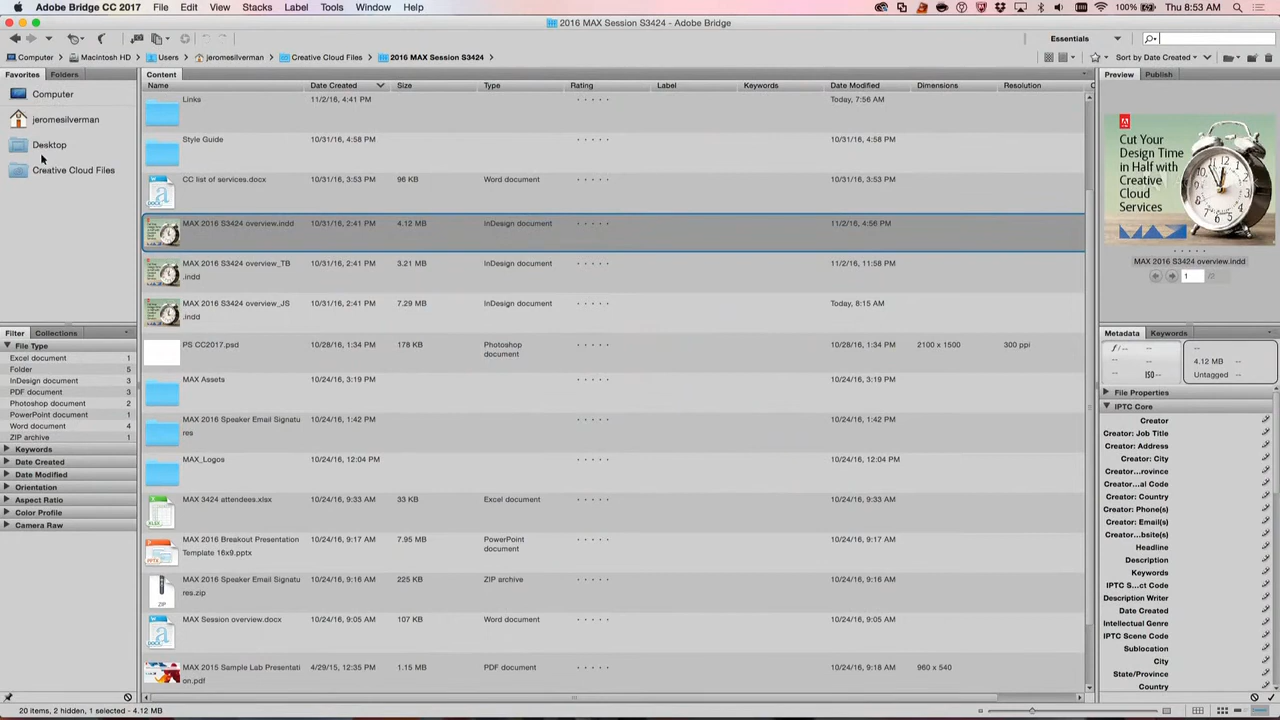 Adobe Bridge CC 2017 File Edit View Stacks Label Tools Window Help 100% Thu 8:53 AM
2016 MAX Session S3424 - Adobe Bridge
Essentials
Computer Macintosh HD Users jeromesilverman Creative Cloud Files 2016 MAX Session S3424 Sort by Date Created
Favorites Folders
Computer
jeromesilverman
Desktop
Creative Cloud Files
Filter Collections
File Type
Excel document 1
Folder 5
InDesign document 3
PDF document 3
Photoshop document 2
PowerPoint document 1
Word document 4
ZIP archive 1
Keywords
Date Created
Date Modified
Orientation
Aspect Ratio
Color Profile
Camera Raw
Content
Name Date Created Size Type Rating Label Keywords Date Modified Dimensions Resolution C
Links 11/2/16, 4:41 PM Today, 7:56 AM
Style Guide 10/31/16, 4:58 PM 10/31/16, 4:58 PM
CC list of services.docx 10/31/16, 3:53 PM 96 KB Word document 10/31/16, 3:53 PM
MAX 2016 S3424 overview.indd 10/31/16, 2:41 PM 4.12 MB InDesign document 11/2/16, 4:56 PM
MAX 2016 S3424 overview_TB 10/31/16, 2:41 PM 3.21 MB InDesign document 11/2/16, 11:58 PM
.indd
MAX 2016 S3424 overview_JS 10/31/16, 2:41 PM 7.29 MB InDesign document Today, 8:15 AM
.indd
PS CC2017.psd 10/28/16, 1:34 PM 178 KB Photoshop 10/28/16, 1:34 PM 2100 x 1500 300 ppi
document
MAX Assets 10/24/16, 3:19 PM 10/24/16, 3:19 PM
MAX 2016 Speaker Email Signatu 10/24/16, 1:42 PM 10/24/16, 1:42 PM
res
MAX_Logos 10/24/16, 12:04 PM 10/24/16, 12:04 PM
MAX 3424 attendees.xlsx 10/24/16, 9:33 AM 33 KB Excel document 10/24/16, 9:33 AM
XLSX
MAX 2016 Breakout Presentation 10/24/16, 9:17 AM 7.95 MB PowerPoint 10/24/16, 9:17 AM
Template 16x9.pptx document
PPTX
MAX 2016 Speaker Email Signatu 10/24/16, 9:16 AM 225 KB ZIP archive 10/24/16, 9:16 AM
res.zip
ZIP
MAX Session overview.docx 10/24/16, 9:05 AM 107 KB Word document 10/24/16, 9:05 AM
DOCX
MAX 2015 Sample Lab Presentati 4/29/15, 12:35 PM 1.15 MB PDF document 10/24/16, 9:18 AM 960 x 540
on.pdf
Preview Publish
Cut Your
Design Time
in Half with
Creative
Cloud
Services
MAX
MAX 2016 S3424 overview.indd
1
Metadata Keywords
ƒ/-- --
-- -- 4.12 MB --
ISO-- Untagged --
File Properties
IPTC Core
Creator
Creator: Job Title
Creator: Address
Creator: City
Creator...rovince
Creator...al Code
Creator: Country
Creator: Phone(s)
Creator: Email(s)
Creator...bsite(s)
Headline
Description
Keywords
IPTC S...ct Code
Description Writer
Date Created
Intellectual Genre
IPTC Scene Code
Sublocation
City
State/Province
Country
20 items, 2 hidden, 1 selected - 4.12 MB